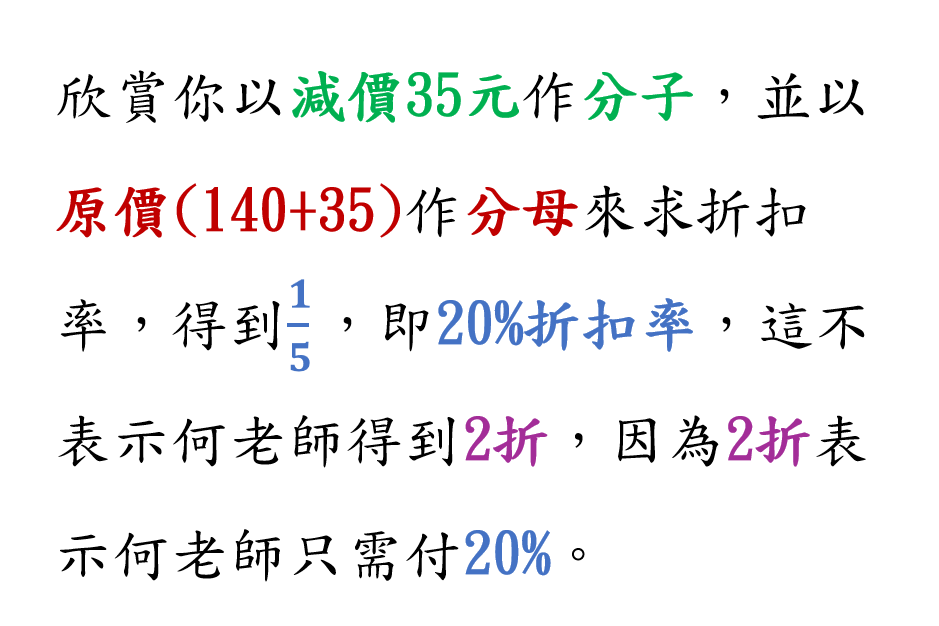 欣賞你以減價35元作分子，並以
原價(140+35)作分母來求折扣
率，得到1/5，即20%折扣率，這不
表示何老師得到2折，因為2折表
示何老師只需付20%。